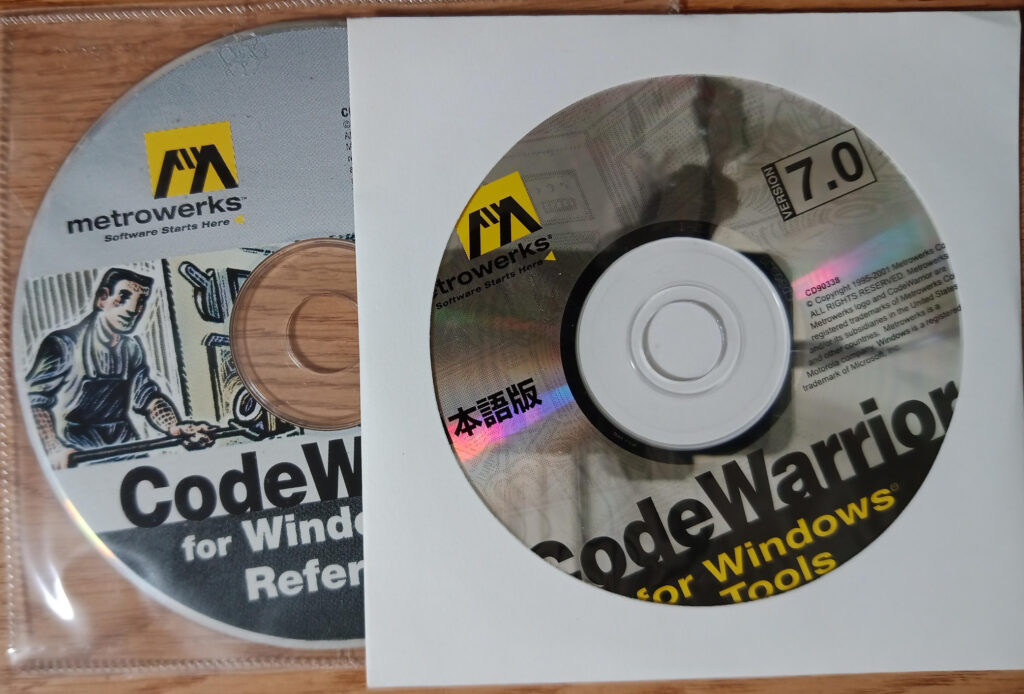 metrowerks™
Software Starts Here
CodeW
for Windo
Refer
VERSION
7.0
trowerks
Software Starts Here
CD90338
© Copyright 1995-2001 Metrowerks Co
ALL RIGHTS RESERVED. Metrowerks,
Metrowerks logo and CodeWarrior are
registered trademarks of Metrowerks Co
and/or its subsidiaries in the United States
and other countries. Metrowerks is a
Motorola company. Windows is a registered
trademark of Microsoft, Inc.
本語版
CodeWarrior
for Windows®
Tools